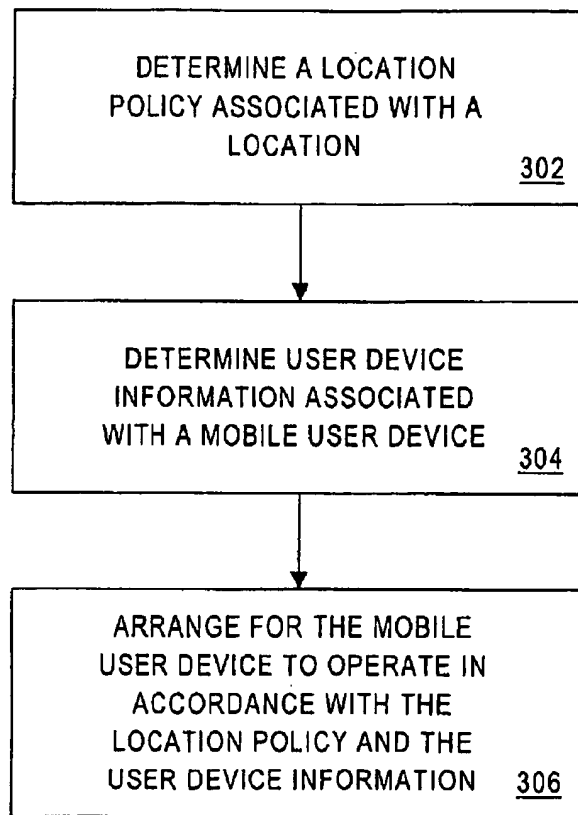 DETERMINE A LOCATION
POLICY ASSOCIATED WITH A
LOCATION
302
DETERMINE USER DEVICE
INFORMATION ASSOCIATED
WITH A MOBILE USER DEVICE
304
ARRANGE FOR THE MOBILE
USER DEVICE TO OPERATE IN
ACCORDANCE WITH THE
LOCATION POLICY AND THE
USER DEVICE INFORMATION
306